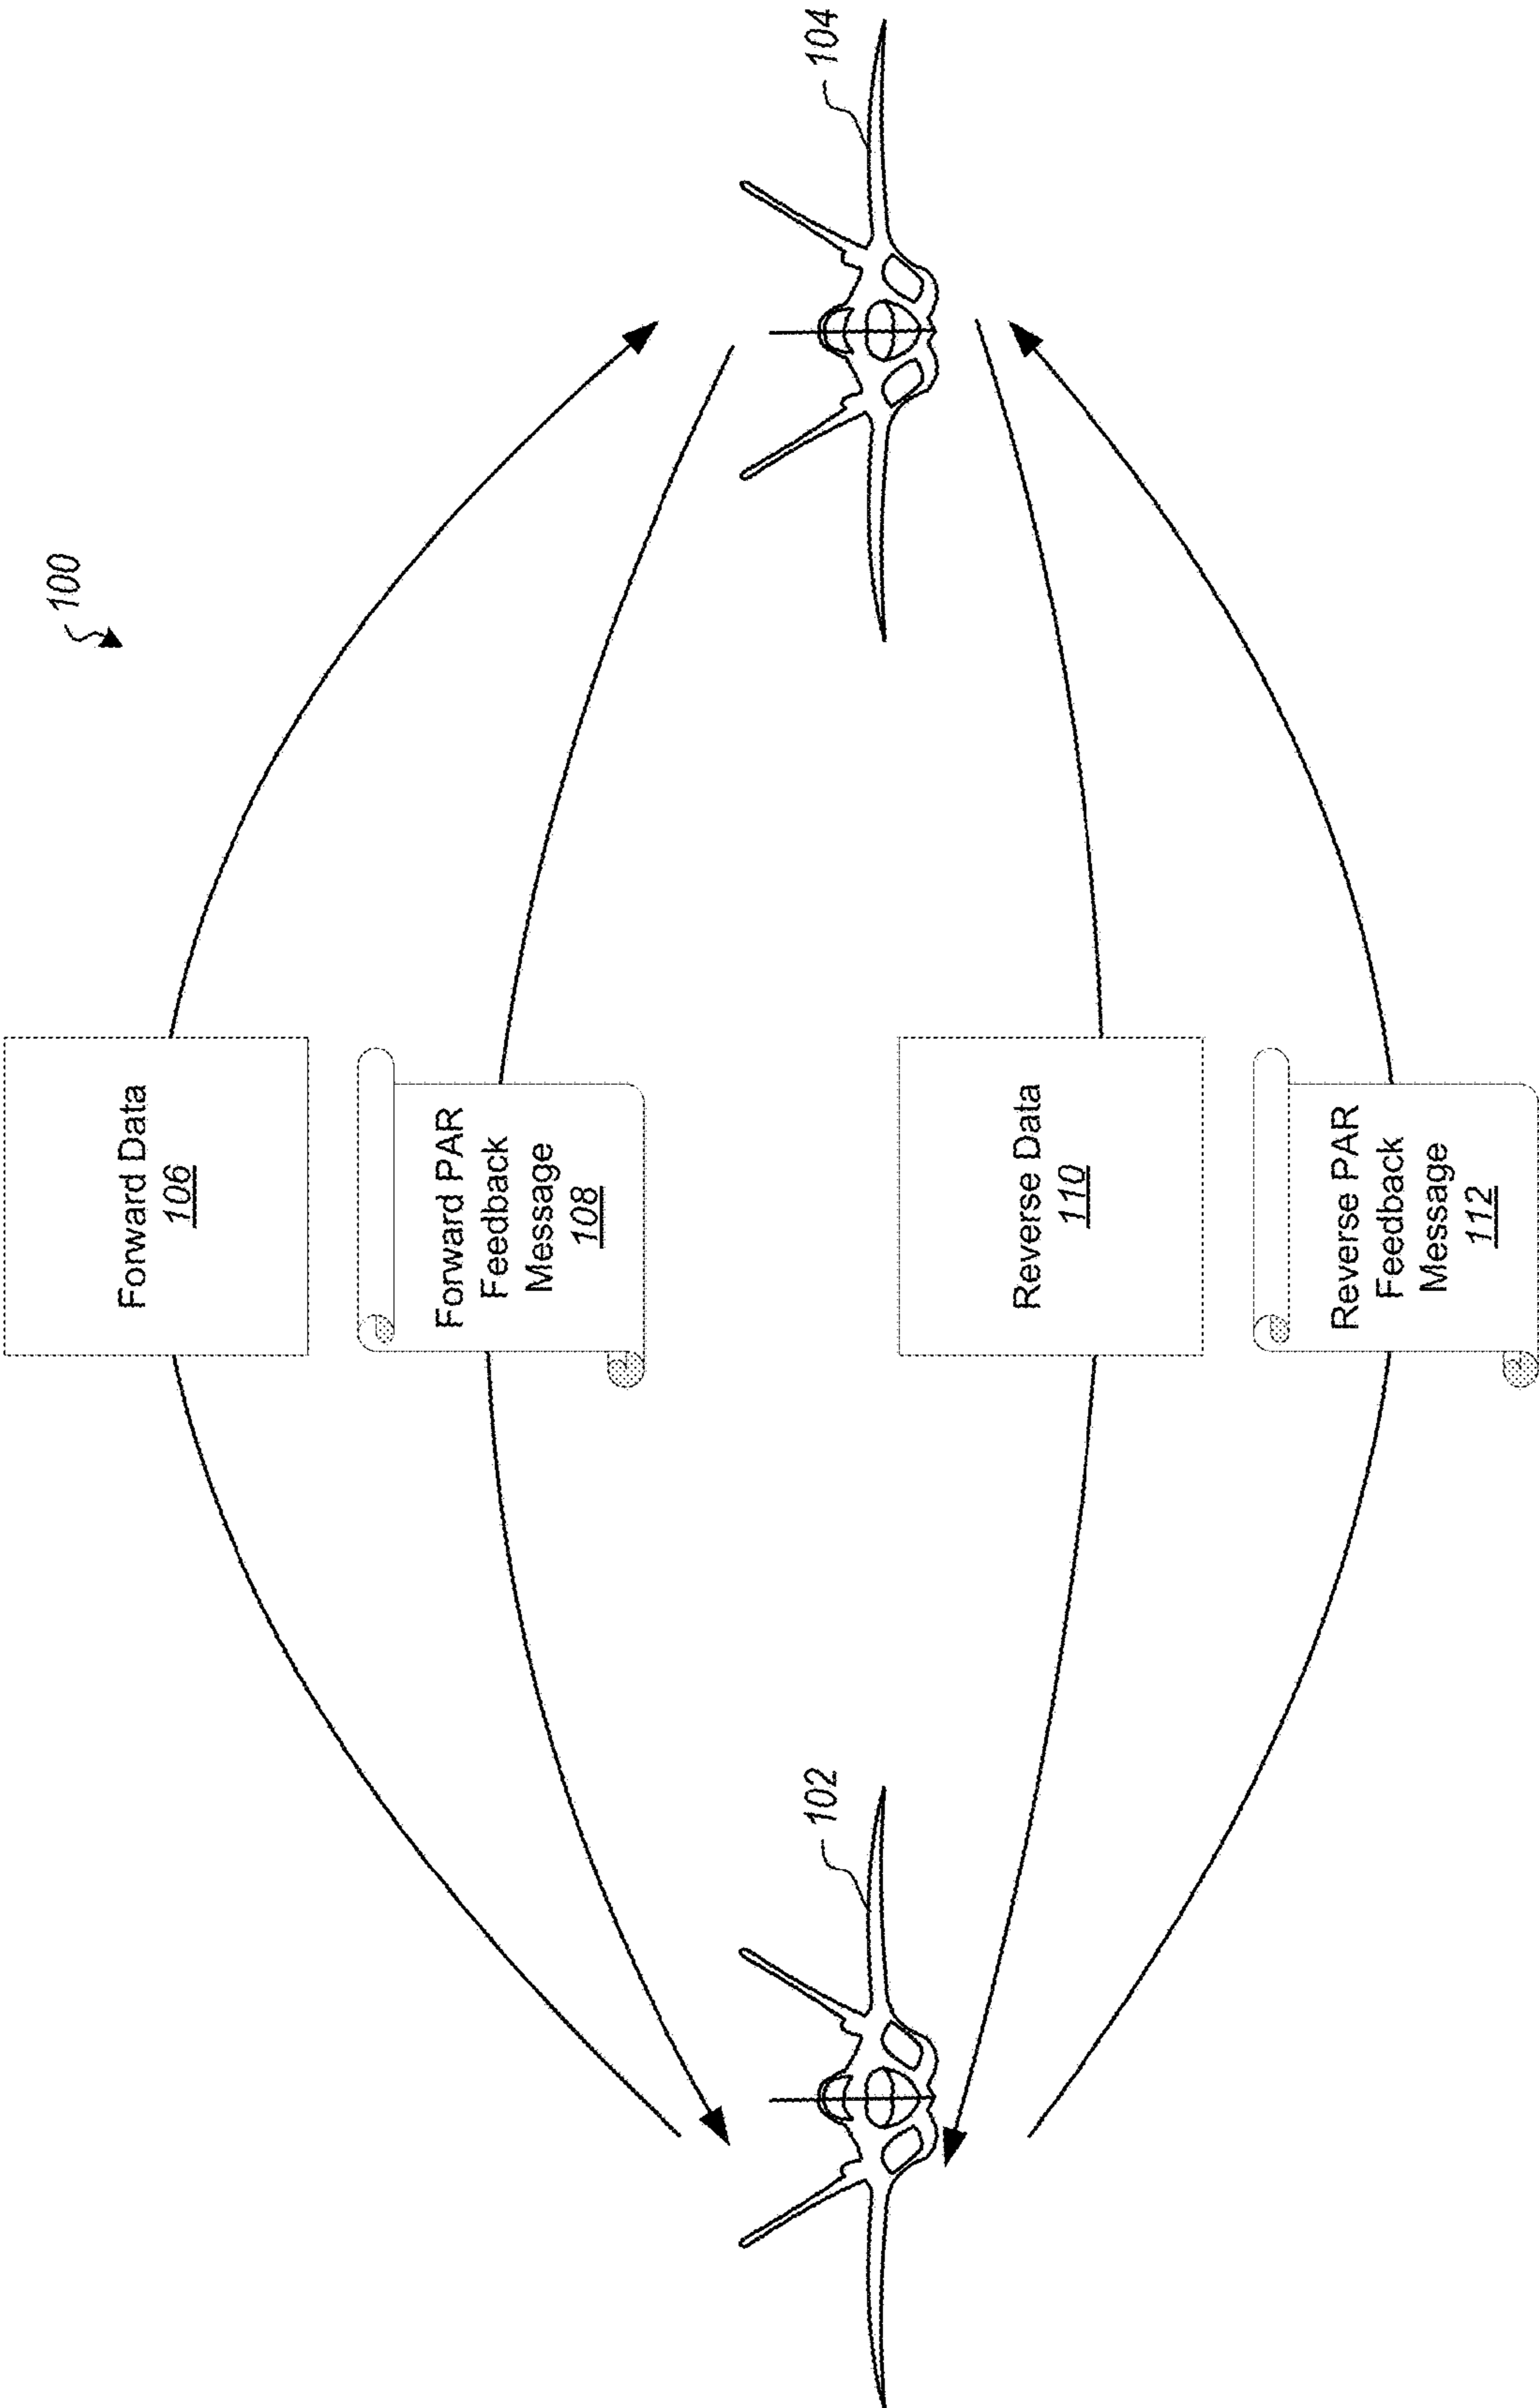 100
Forward Data
106
Forward PAR
Feedback
Message
108
102
104
Reverse Data
110
Reverse PAR
Feedback
Message
112